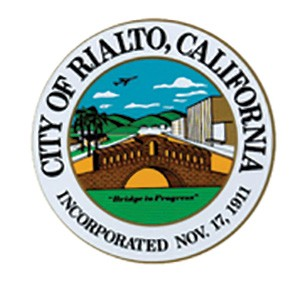 CITY OF RIALTO, CALIFORNIA
"Bridge to Progress"
INCORPORATED NOV. 17, 1911